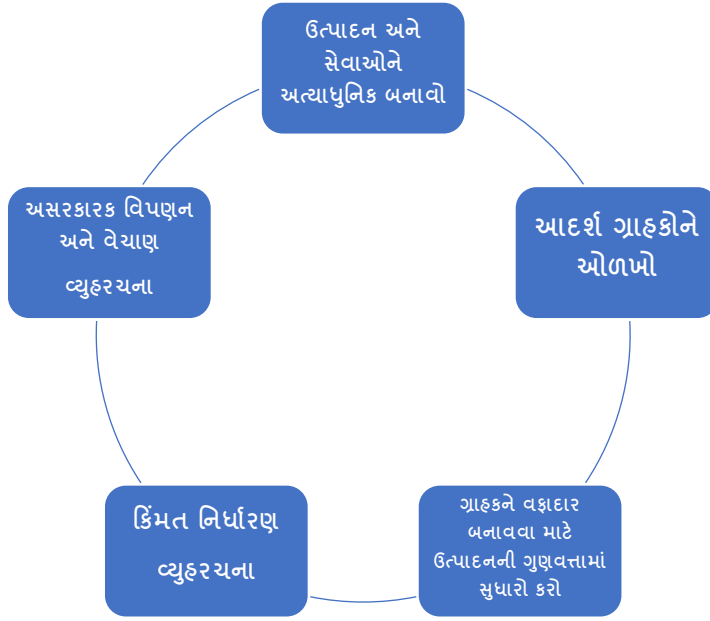 ઉત્પાદન અને
સેવાઓને
અત્યાધુનિક બનાવો
આદર્શ ગ્રાહકોને
ઓળખો
ગ્રાહકને વફાદાર
બનાવવા માટે
ઉત્પાદનની ગુણવત્તામાં
સુધારો કરો
કિંમત નિર્ધારણ
વ્યુહરચના
અસરકારક વિપણન
અને વેચાણ
વ્યુહરચના